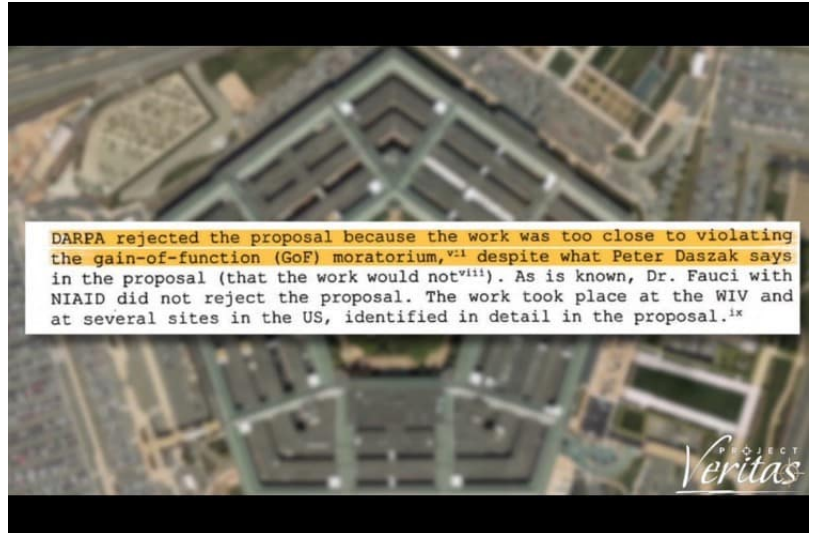 DARPA rejected the proposal because the work was too close to violating
the gain-of-function (GoF) moratorium,ᵛⁱⁱ despite what Peter Daszak says
in the proposal (that the work would notᵛⁱⁱⁱ). As is known, Dr. Fauci with
NIAID did not reject the proposal. The work took place at the WIV and
at several sites in the US, identified in detail in the proposal.ⁱˣ
PROJECT
Veritas